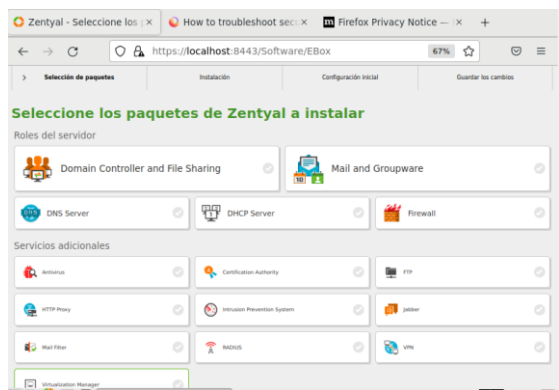 Zentyal - Seleccione los p
How to troubleshoot secu
Firefox Privacy Notice —
https://localhost:8443/Software/EBox
67%
Selección de paquetes
Instalación
Configuración inicial
Guardar los cambios
Seleccione los paquetes de Zentyal a instalar
Roles del servidor
Domain Controller and File Sharing
Mail and Groupware
DNS Server
DHCP Server
Firewall
Servicios adicionales
Antivirus
Certification Authority
FTP
HTTP Proxy
Intrusion Prevention System
Jabber
Mail Filter
RADIUS
VPN
Virtualization Manager